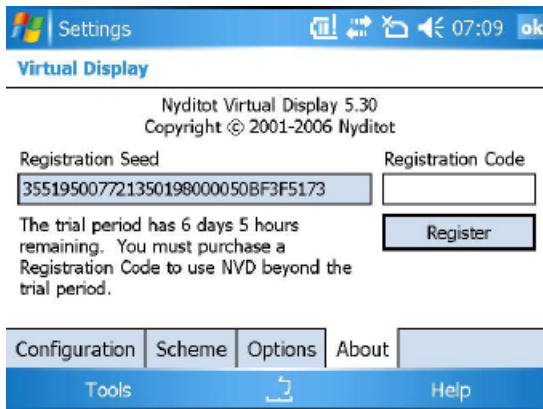 Settings 07:09 ok
Virtual Display
Nyditot Virtual Display 5.30
Copyright © 2001-2006 Nyditot
Registration Seed Registration Code
355195007721350198000050BF3F5173
The trial period has 6 days 5 hours
remaining. You must purchase a
Registration Code to use NVD beyond the
trial period.
Register
Configuration Scheme Options About
Tools Help